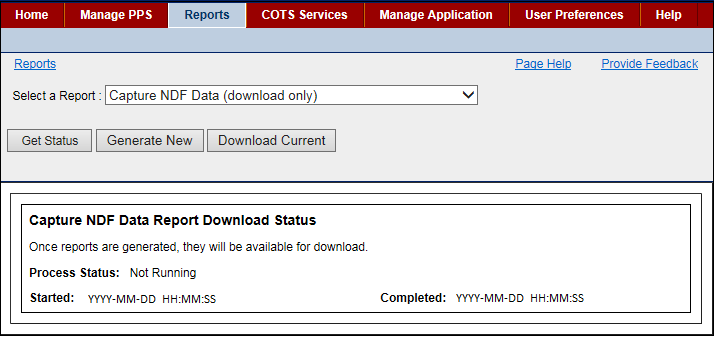 Home Manage PPS Reports COTS Services Manage Application User Preferences Help
Reports Page Help Provide Feedback
Select a Report : Capture NDF Data (download only)
Get Status Generate New Download Current
Capture NDF Data Report Download Status
Once reports are generated, they will be available for download.
Process Status: Not Running
Started: YYYY-MM-DD HH:MM:SS Completed: YYYY-MM-DD HH:MM:SS